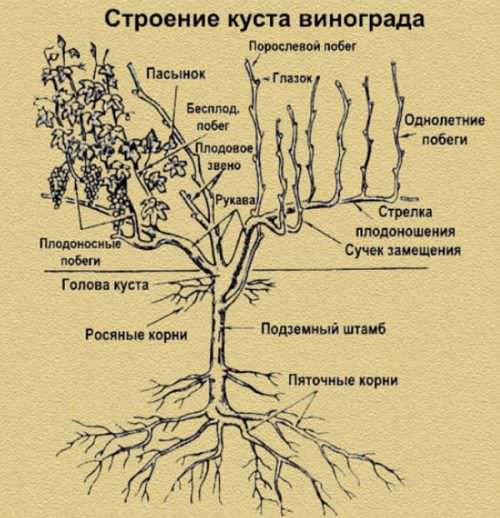 Строение куста винограда
Порослевой побег
Пасынок
Глазок
Бесплод.
побег
Однолетние
побеги
Плодовое
звено
Рукава
Стрелка
плодоношения
Плодоносные
побеги
Сучек замещения
Голова куста
Росяные корни
Подземный штамб
Пяточные корни